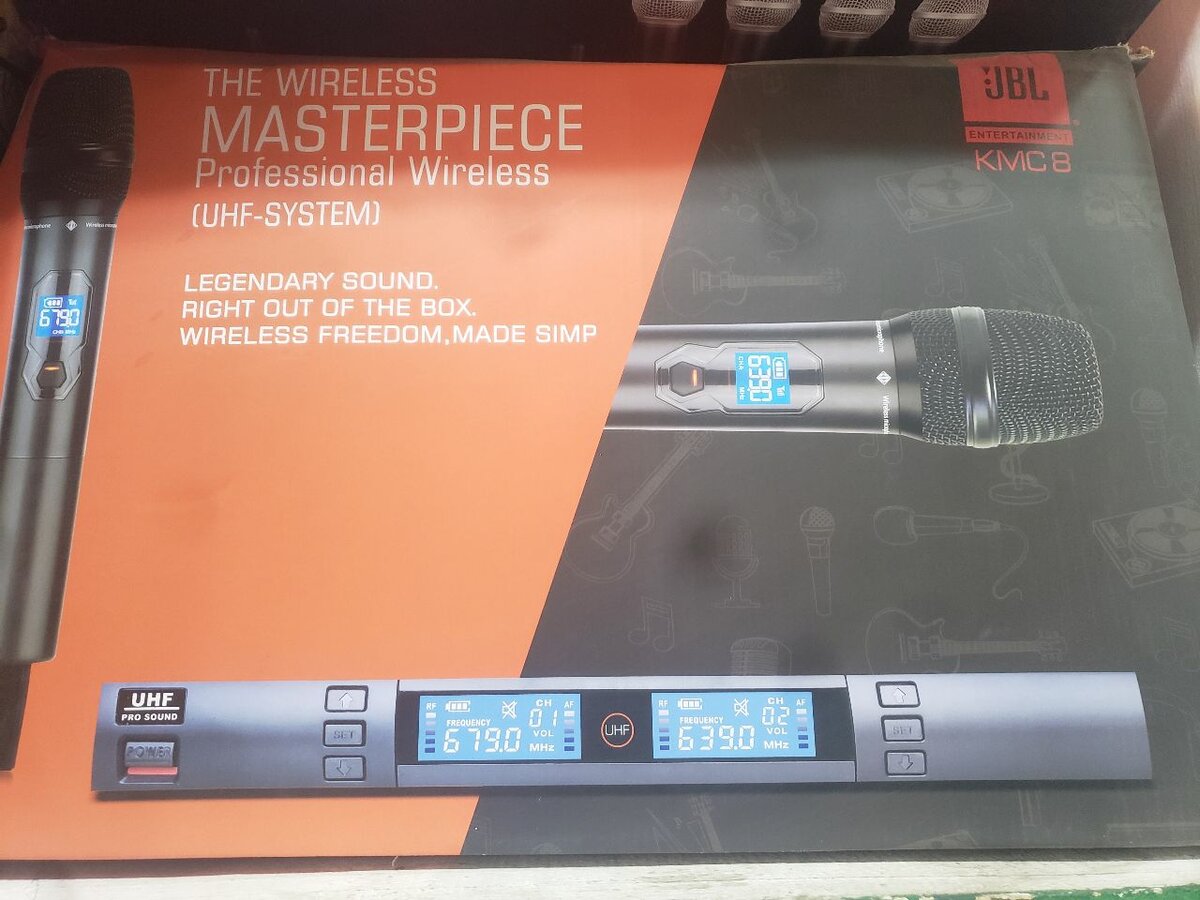 THE WIRELESS
MASTERPIECE
Professional Wireless
(UHF-SYSTEM)
LEGENDARY SOUND.
RIGHT OUT OF THE BOX.
WIRELESS FREEDOM,MADE SIMP
JBL
ENTERTAINMENT
KMC 8
679.0
639.0
MHz
UHF
PRO SOUND
POWER
SET
RF
CH
AF
01
FREQUENCY
VOL
679.0
MHz
UHF
RF
CH
AF
02
FREQUENCY
VOL
639.0
MHz
SET